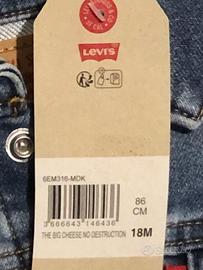 Levi's
6EM316-MDK
3 666643 146436
86
CM
THE BIG CHEESE NO DESTRUCTION
18M